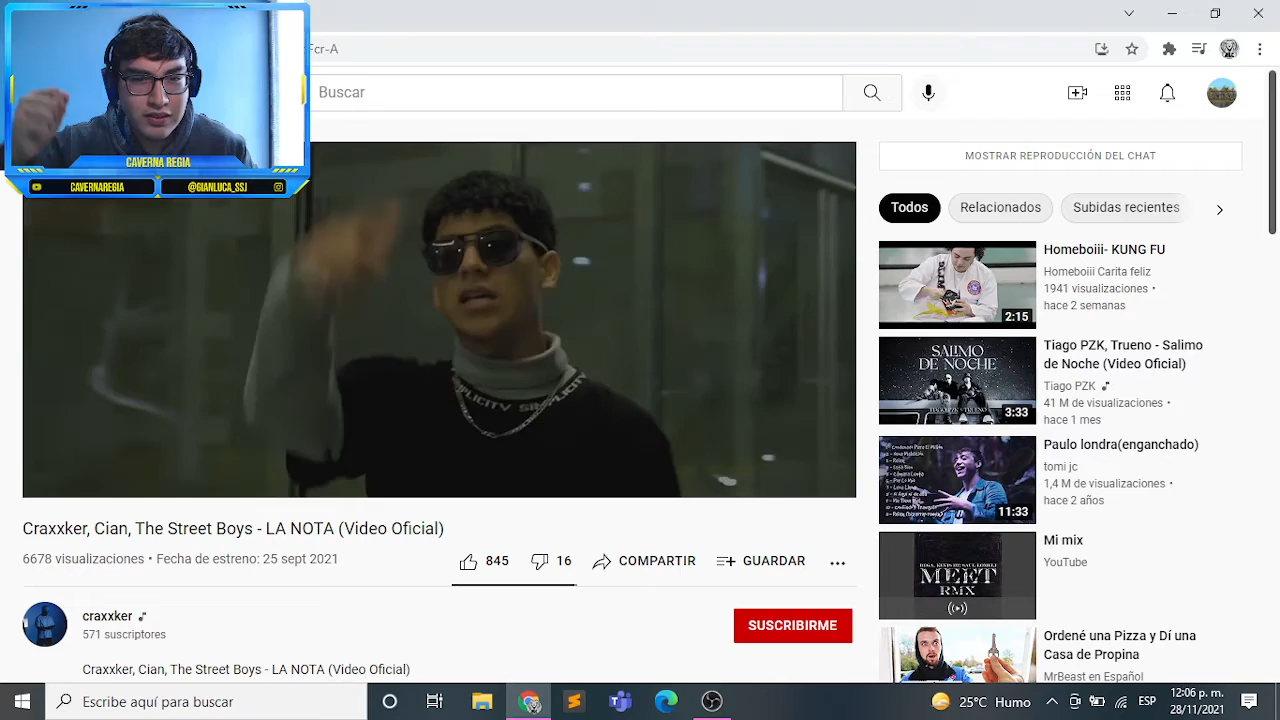 Fcr-A
CAVERNA REGIA
CAVERNAREGIA
@GIANLUCA_SSJ
Buscar
MOSTRAR REPRODUCCIÓN DEL CHAT
Todos
Relacionados
Subidas recientes
Homeboiii- KUNG FU
Homeboiii Carita feliz
1941 visualizaciones •
hace 2 semanas
2:15
SALIMO
DE NOCHE
TIAGO PZK TRUENO
3:33
Tiago PZK, Trueno - Salimo
de Noche (Video Oficial)
Tiago PZK
41 M de visualizaciones •
hace 1 mes
Paulo londra(enganchado)
tomi jc
1,4 M de visualizaciones •
hace 2 años
11:33
Mi mix
YouTube
MEET
RMX
Ordené una Pizza y Dí una
Casa de Propina
MrBeast en Español
Craxxker, Cian, The Street Boys - LA NOTA (Video Oficial)
6678 visualizaciones • Fecha de estreno: 25 sept 2021
845
16
COMPARTIR
GUARDAR
craxxker
571 suscriptores
SUSCRIBIRME
Craxxker, Cian, The Street Boys - LA NOTA (Video Oficial)
Escribe aquí para buscar
25°C Humo
12:06 p. m.
28/11/2021